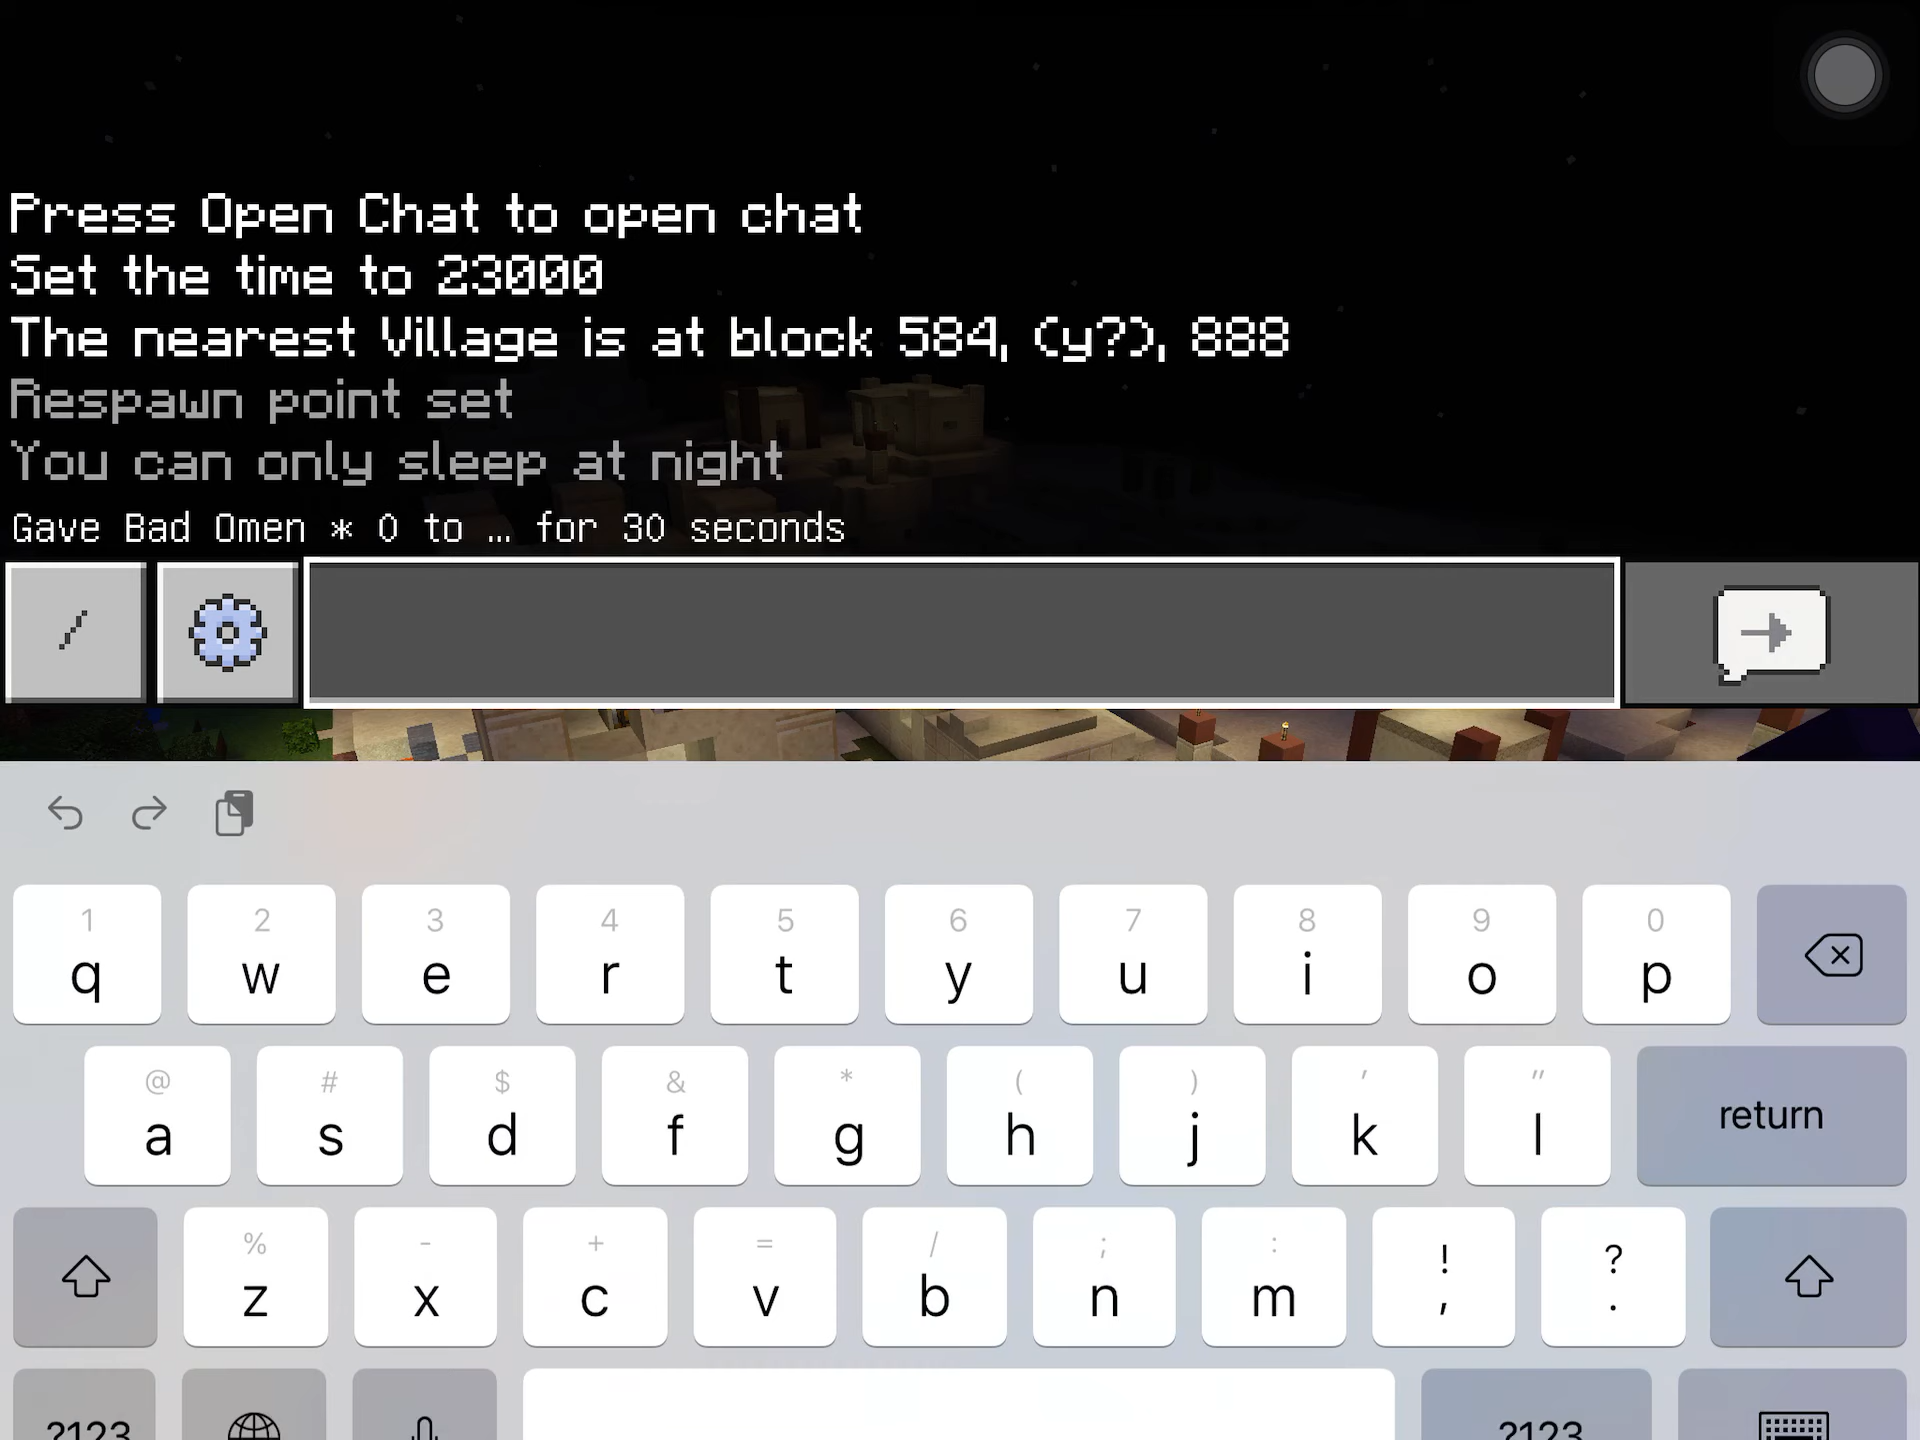 Press Open Chat to open chat
Set the time to 23000
The nearest Village is at block 584, (y?), 888
Respawn point set
You can only sleep at night
Gave Bad Omen * 0 to … for 30 seconds
/
1 2 3 4 5 6 7 8 9 0
q w e r t y u i o p
@ # $ & * ( ) ' "
a s d f g h j k l return
% - + = / ; : ! ?
z x c v b n m , .
?123 ?123